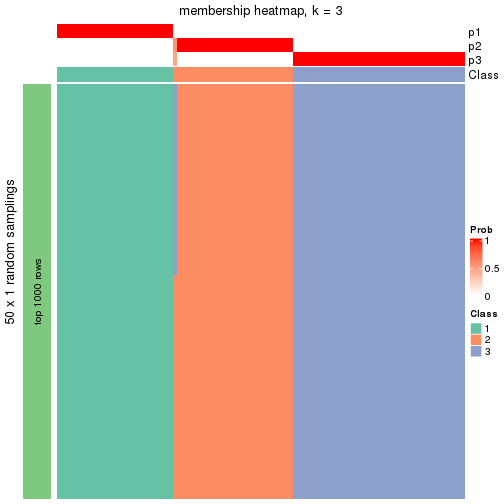 membership heatmap, k = 3
p1
p2
p3
Class
50 x 1 random samplings
top 1000 rows
Prob
1
0.5
0
Class
1
2
3